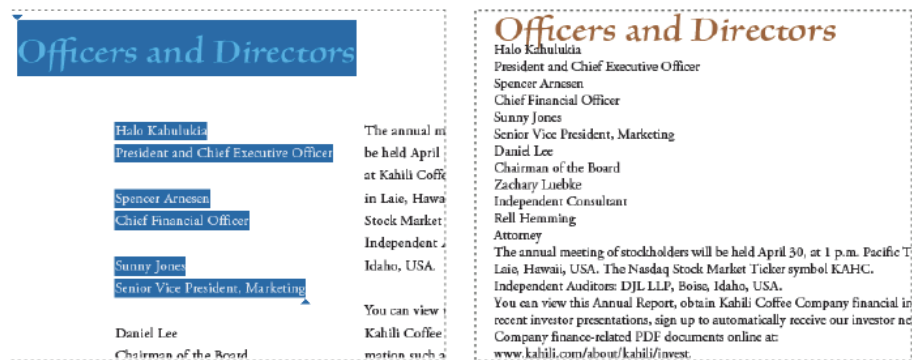 Officers and Directors
Halo Kahulukia
President and Chief Executive Officer
Spencer Arnesen
Chief Financial Officer
Sunny Jones
Senior Vice President, Marketing
Daniel Lee
Chairman of the Board
The annual m
be held April
at Kahili Coffe
in Laie, Hawa
Stock Market
Independent
Idaho, USA.
You can view
Kahili Coffee
mation such a
Officers and Directors
Halo Kahulukia
President and Chief Executive Officer
Spencer Arnesen
Chief Financial Officer
Sunny Jones
Senior Vice President, Marketing
Daniel Lee
Chairman of the Board
Zachary Luebke
Independent Consultant
Rell Hemming
Attorney
The annual meeting of stockholders will be held April 30, at 1 p.m. Pacific T
Laie, Hawaii, USA. The Nasdaq Stock Market Ticker symbol KAHC.
Independent Auditors: DJL LLP, Boise, Idaho, USA.
You can view this Annual Report, obtain Kahili Coffee Company financial in
recent investor presentations, sign up to automatically receive our investor ne
Company finance-related PDF documents online at:
www.kahili.com/about/kahili/invest.